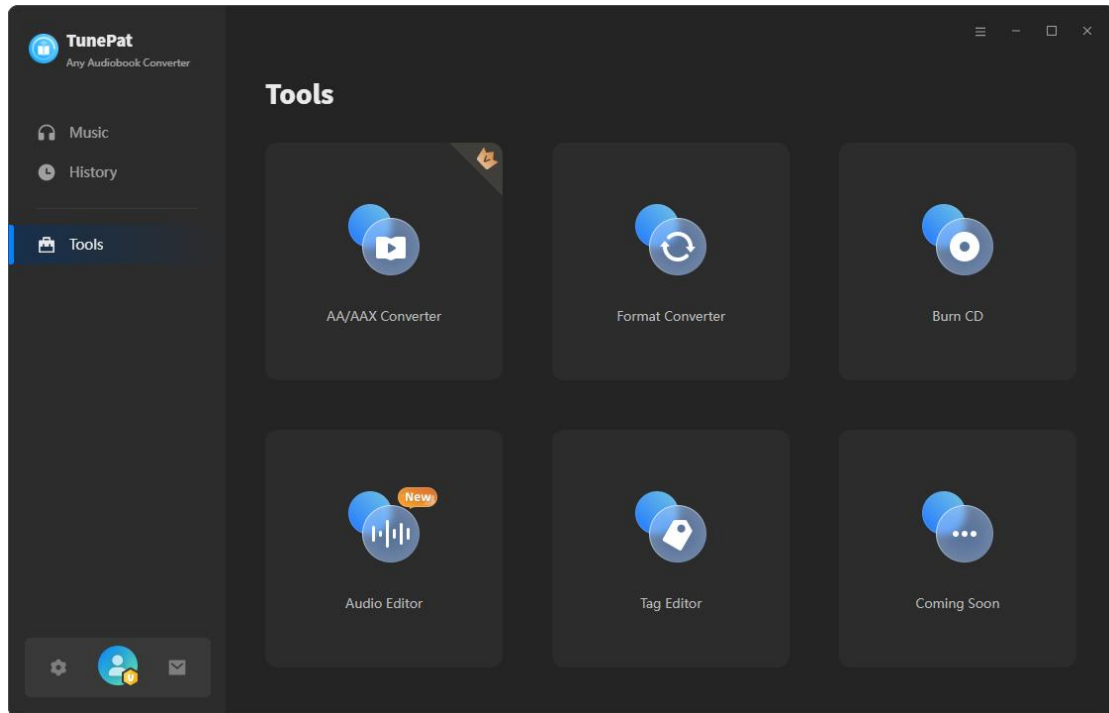 TunePat
Any Audiobook Converter
Music
History
Tools
Tools
AA/AAX Converter
Format Converter
Burn CD
New
Audio Editor
Tag Editor
Coming Soon